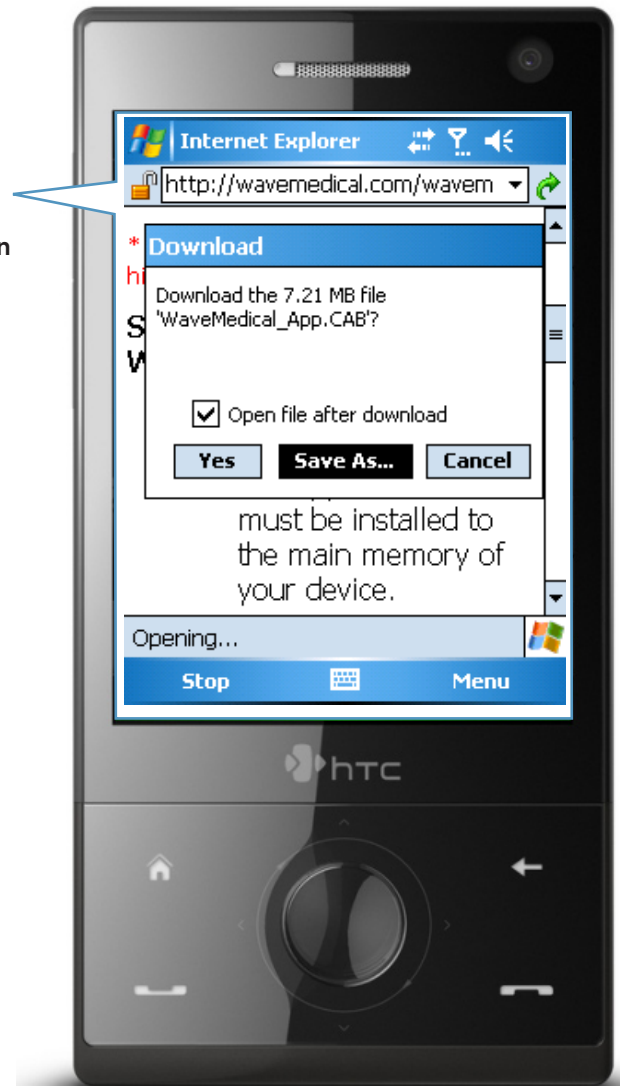 Internet Explorer
http://wavemedical.com/wavem
n
*
hi
Download
Download the 7.21 MB file
'WaveMedical_App.CAB'?
S
W
Open file after download
Yes Save As... Cancel
must be installed to
the main memory of
your device.
Opening...
Stop Menu
hTC